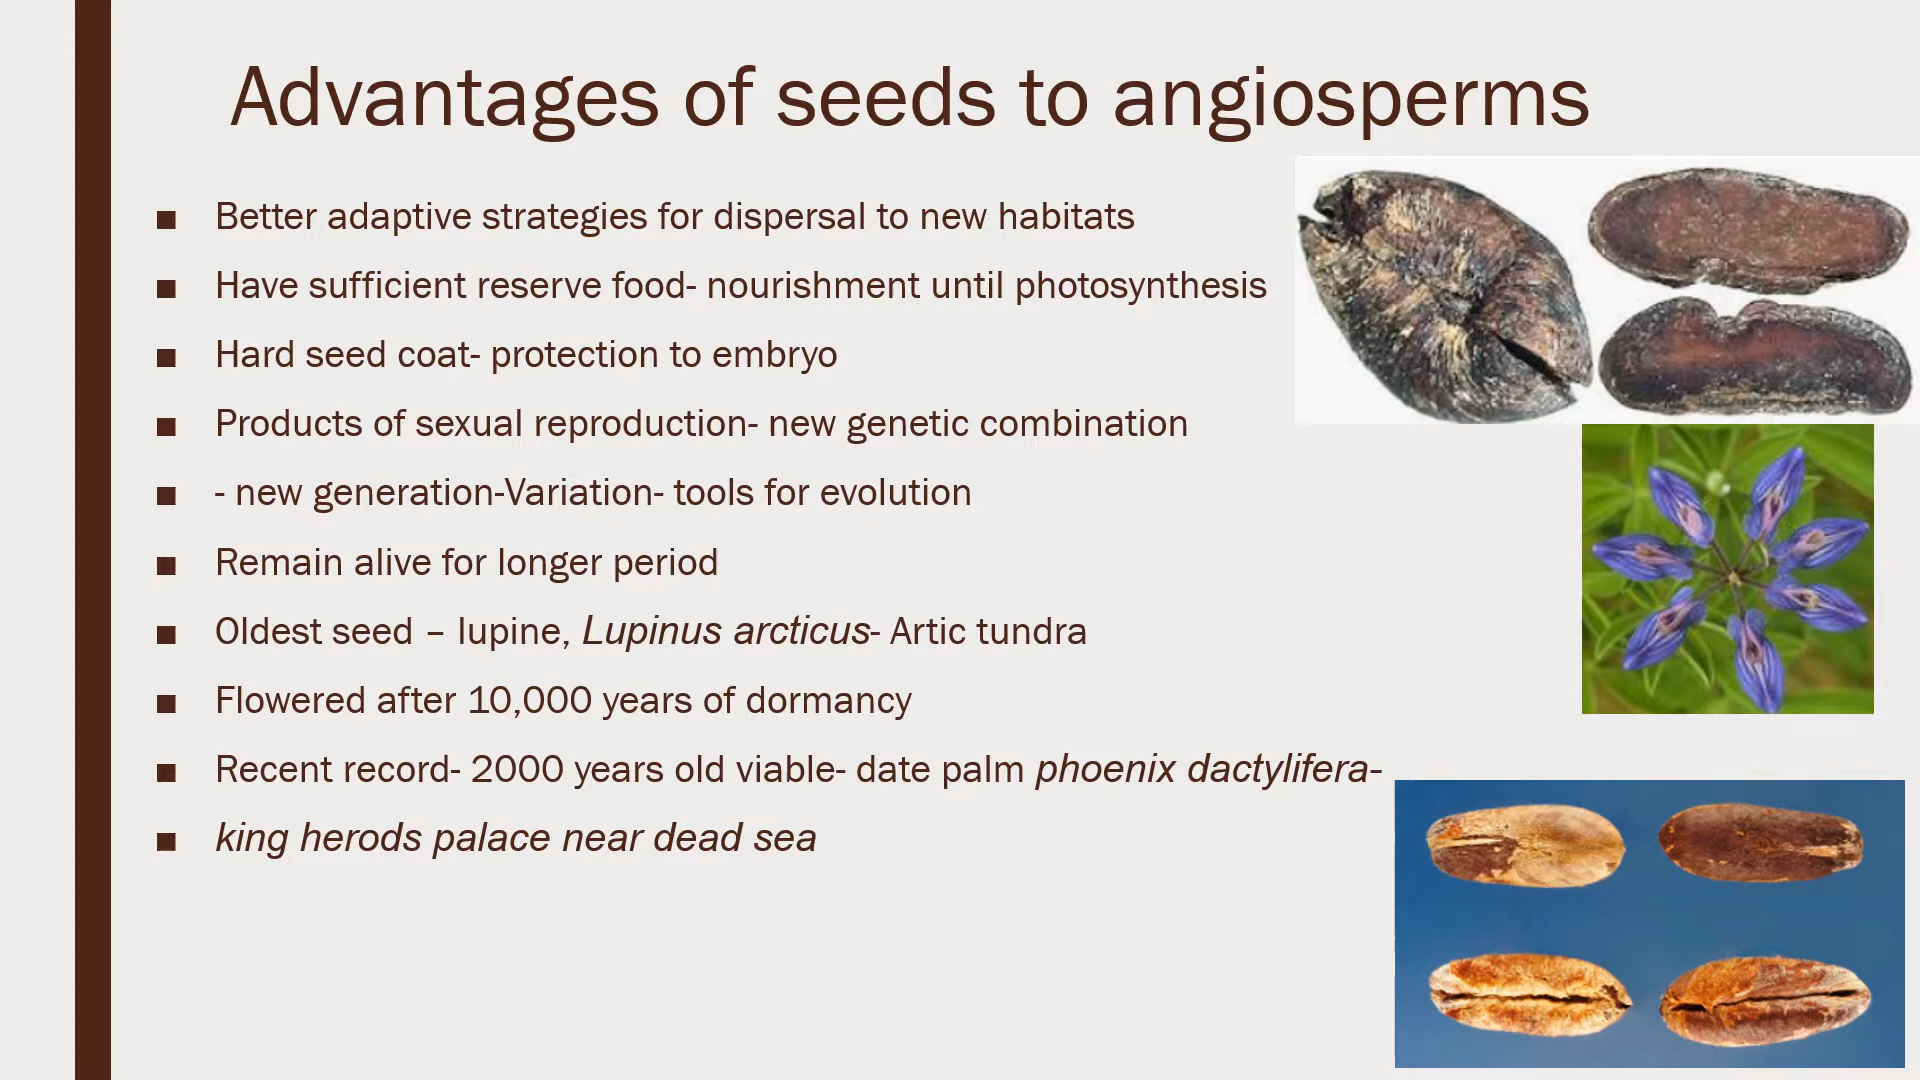 Advantages of seeds to angiosperms
■ Better adaptive strategies for dispersal to new habitats
■ Have sufficient reserve food- nourishment until photosynthesis
■ Hard seed coat- protection to embryo
■ Products of sexual reproduction- new genetic combination
■ - new generation-Variation- tools for evolution
■ Remain alive for longer period
■ Oldest seed – lupine, Lupinus arcticus- Artic tundra
■ Flowered after 10,000 years of dormancy
■ Recent record- 2000 years old viable- date palm phoenix dactylifera-
■ king herods palace near dead sea